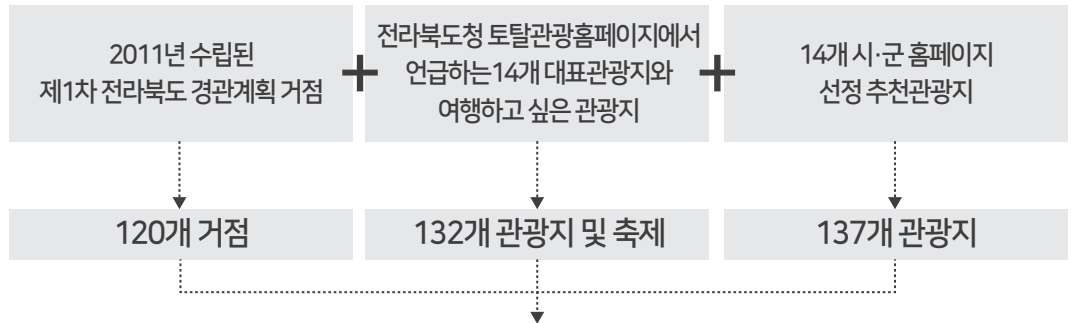 2011년 수립된
제1차 전라북도 경관계획 거점
+
전라북도청 토탈관광홈페이지에서
언급하는14개 대표관광지와
여행하고 싶은 관광지
+
14개 시·군 홈페이지
선정 추천관광지
120개 거점
132개 관광지 및 축제
137개 관광지